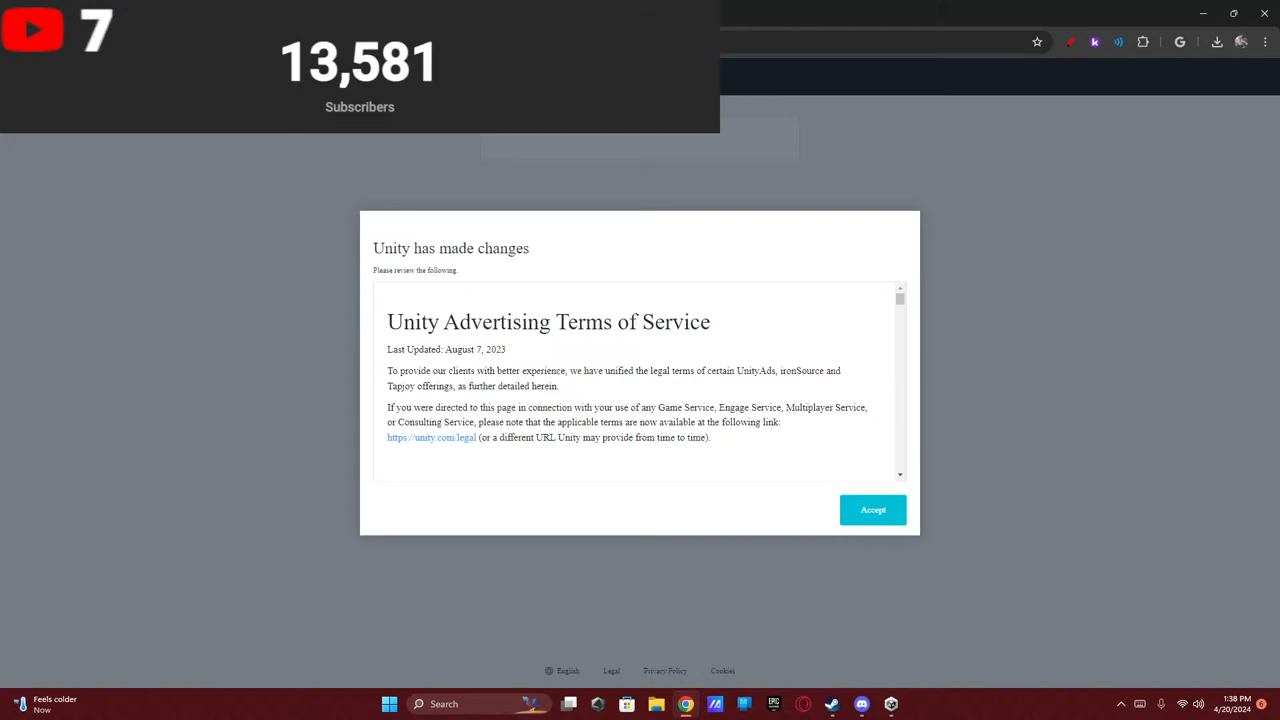 7
13,581
Subscribers
Unity has made changes
Please review the following.
Unity Advertising Terms of Service
Last Updated: August 7, 2023
To provide our clients with better experience, we have unified the legal terms of certain UnityAds, ironSource and
Tapjoy offerings, as further detailed herein.
If you were directed to this page in connection with your use of any Game Service, Engage Service, Multiplayer Service,
or Consulting Service, please note that the applicable terms are now available at the following link:
https://unity.com/legal (or a different URL Unity may provide from time to time).
Accept
English Legal Privacy Policy Cookies
Feels colder
Now
Search
1:38 PM
4/20/2024